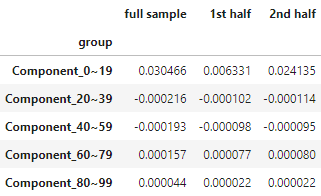 full sample 1st half 2nd half
group
Component_0~19 0.030466 0.006331 0.024135
Component_20~39 -0.000216 -0.000102 -0.000114
Component_40~59 -0.000193 -0.000098 -0.000095
Component_60~79 0.000157 0.000077 0.000080
Component_80~99 0.000044 0.000022 0.000022